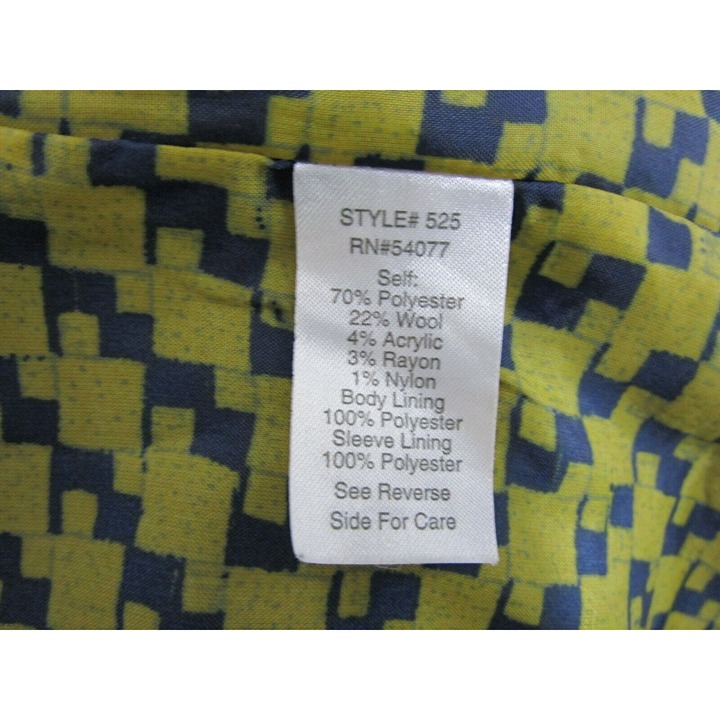 STYLE# 525
RN#54077
Self:
70% Polyester
22% Wool
4% Acrylic
3% Rayon
1% Nylon
Body Lining
100% Polyester
Sleeve Lining
100% Polyester
See Reverse
Side For Care